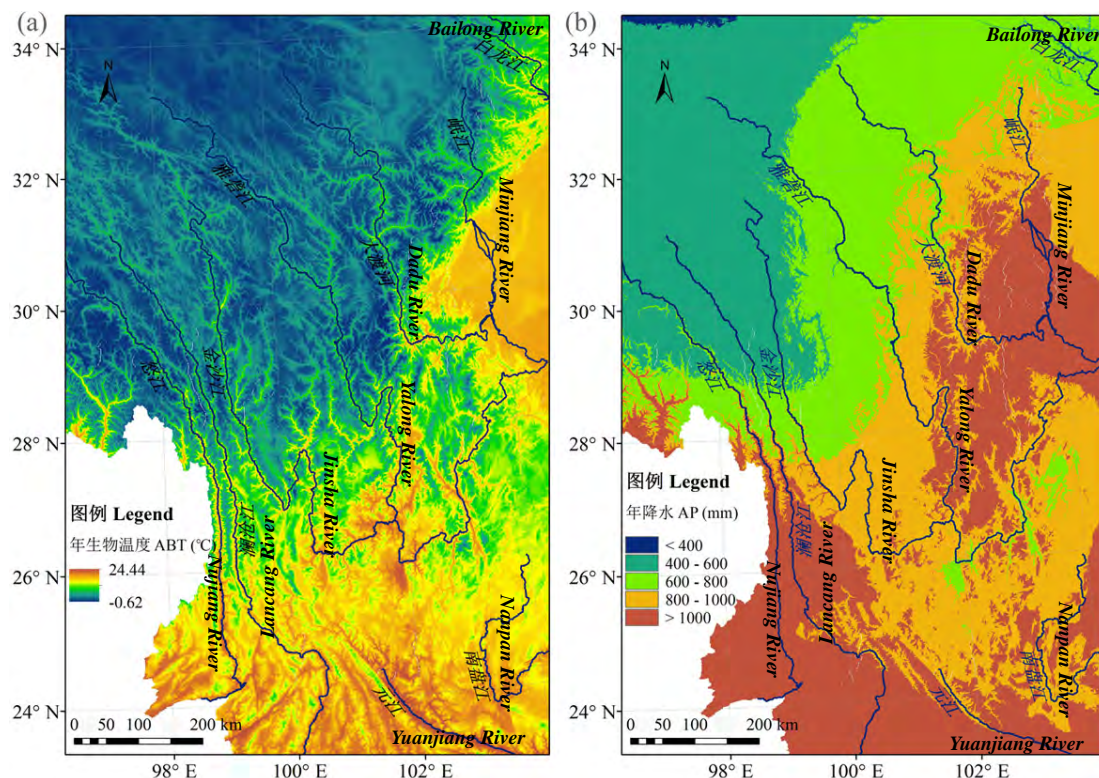 (a)
34° N
32° N
30° N
28° N
26° N
24° N
N
Bailong River
白龙江
岷江
Minjiang River
雅砻江
大渡河
Dadu River
金沙江
怒江
Yalong River
Jinsha River
澜沧江
Lancang River
Nujiang River
Nanpan River
南盘江
元江
Yuanjiang River
图例 Legend
年生物温度 ABT (℃)
24.44
-0.62
0 50 100 200 km
98° E
100° E
102° E
(b)
34° N
32° N
30° N
28° N
26° N
24° N
N
Bailong River
白龙江
岷江
Minjiang River
雅砻江
大渡河
Dadu River
金沙江
怒江
Yalong River
Jinsha River
澜沧江
Lancang River
Nujiang River
Nanpan River
南盘江
元江
Yuanjiang River
图例 Legend
年降水 AP (mm)
< 400
400 - 600
600 - 800
800 - 1000
> 1000
0 50 100 200 km
98° E
100° E
102° E